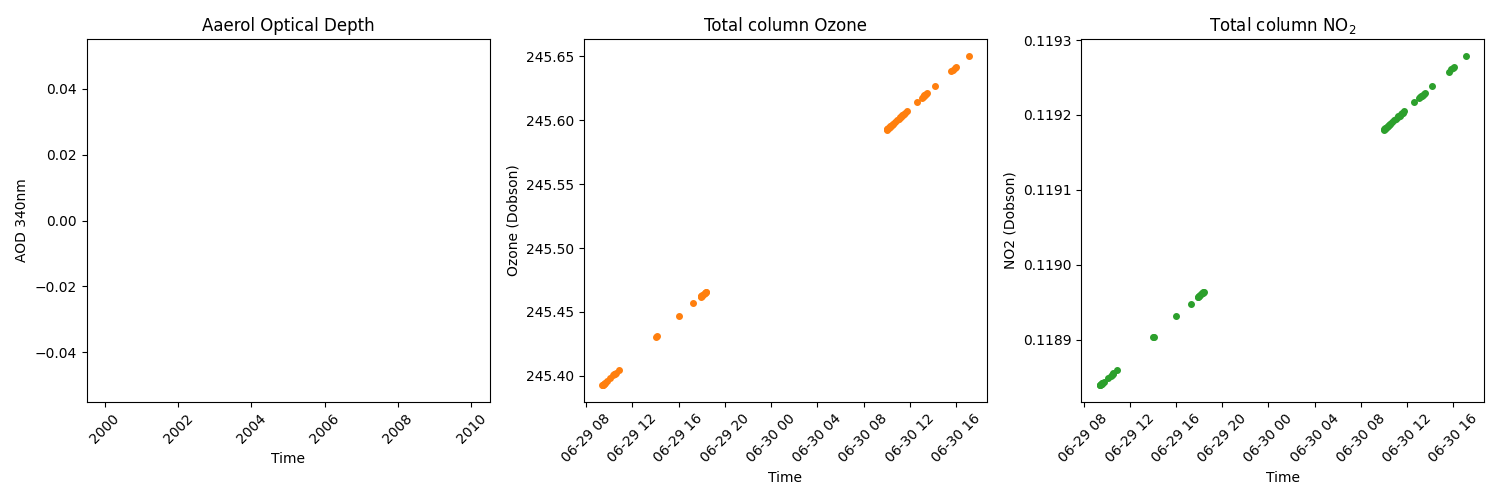 Aaerol Optical Depth
AOD 340nm
0.04
0.02
0.00
−0.02
−0.04
2000 2002 2004 2006 2008 2010
Time
Total column Ozone
Ozone (Dobson)
245.65
245.60
245.55
245.50
245.45
245.40
06-29 08 06-29 12 06-29 16 06-29 20 06-30 00 06-30 04 06-30 08 06-30 12 06-30 16
Time
Total column NO₂
NO2 (Dobson)
0.1193
0.1192
0.1191
0.1190
0.1189
06-29 08 06-29 12 06-29 16 06-29 20 06-30 00 06-30 04 06-30 08 06-30 12 06-30 16
Time